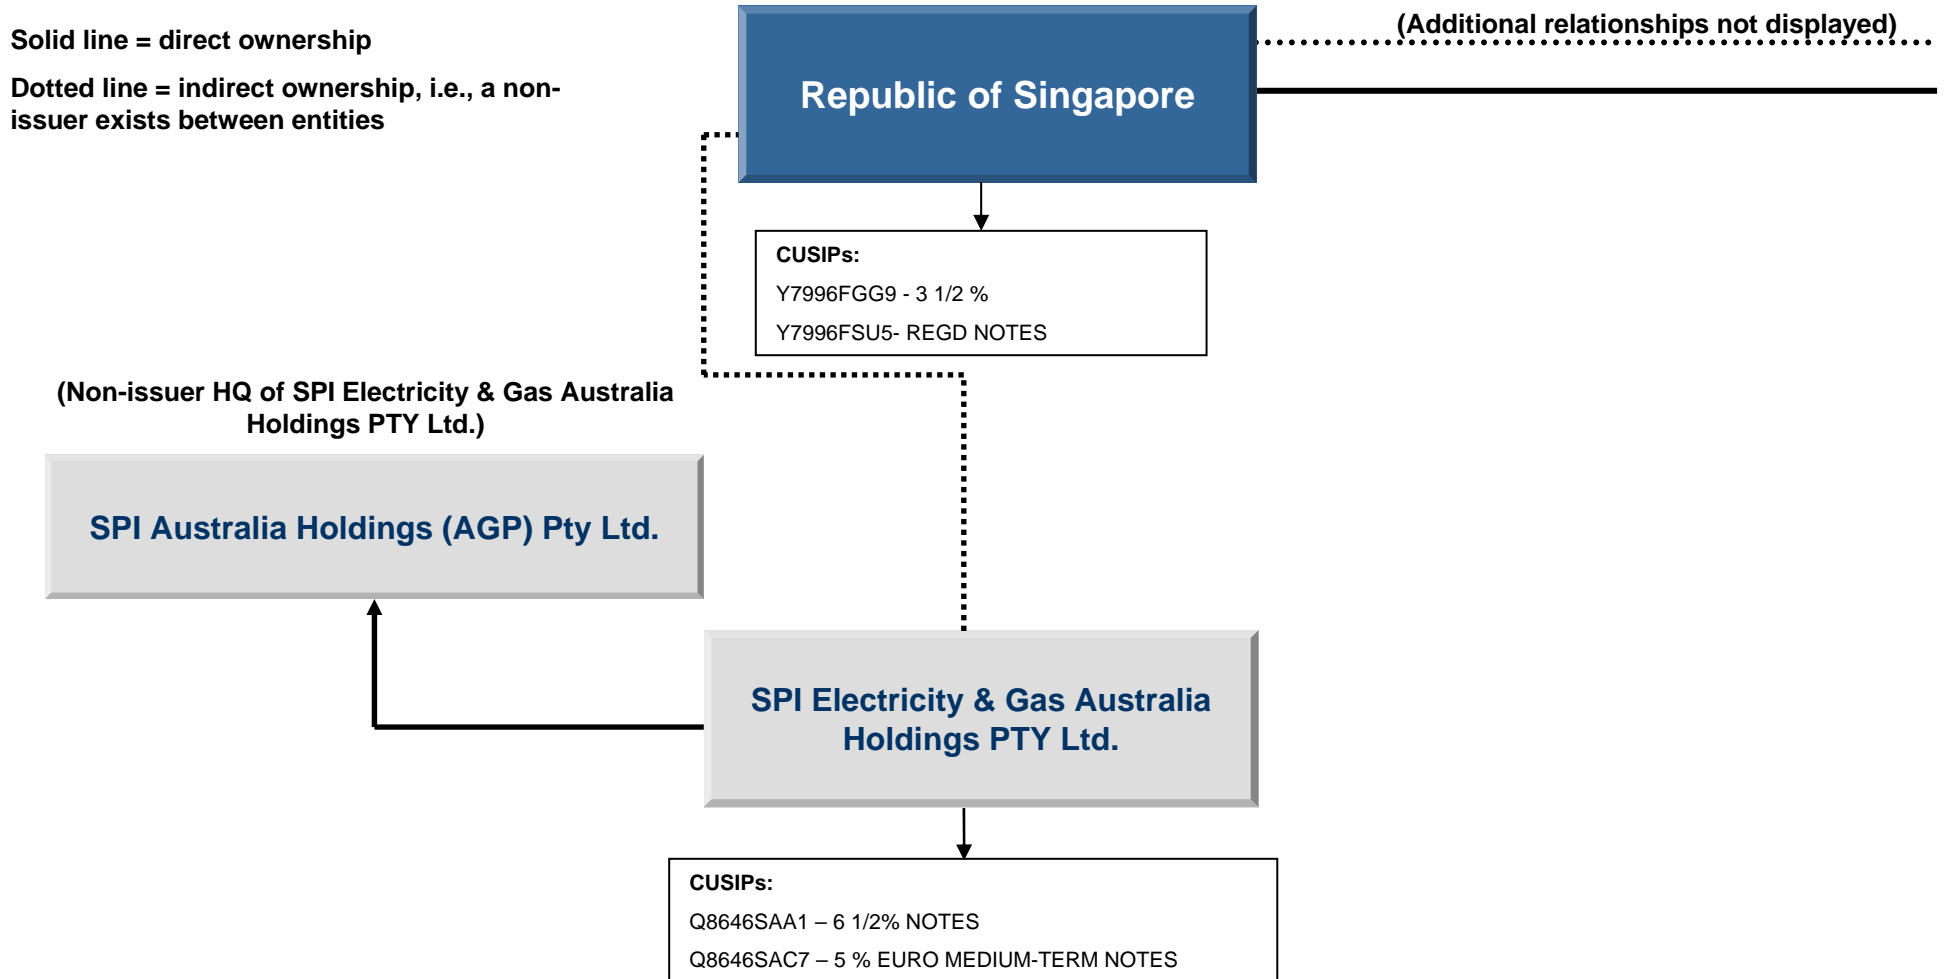 Solid line = direct ownership
Dotted line = indirect ownership, i.e., a non-
issuer exists between entities
Republic of Singapore
(Additional relationships not displayed)
CUSIPs:
Y7996FGG9 - 3 1/2 %
Y7996FSU5- REGD NOTES
(Non-issuer HQ of SPI Electricity & Gas Australia
Holdings PTY Ltd.)
SPI Australia Holdings (AGP) Pty Ltd.
SPI Electricity & Gas Australia
Holdings PTY Ltd.
CUSIPs:
Q8646SAA1 – 6 1/2% NOTES
Q8646SAC7 – 5 % EURO MEDIUM-TERM NOTES